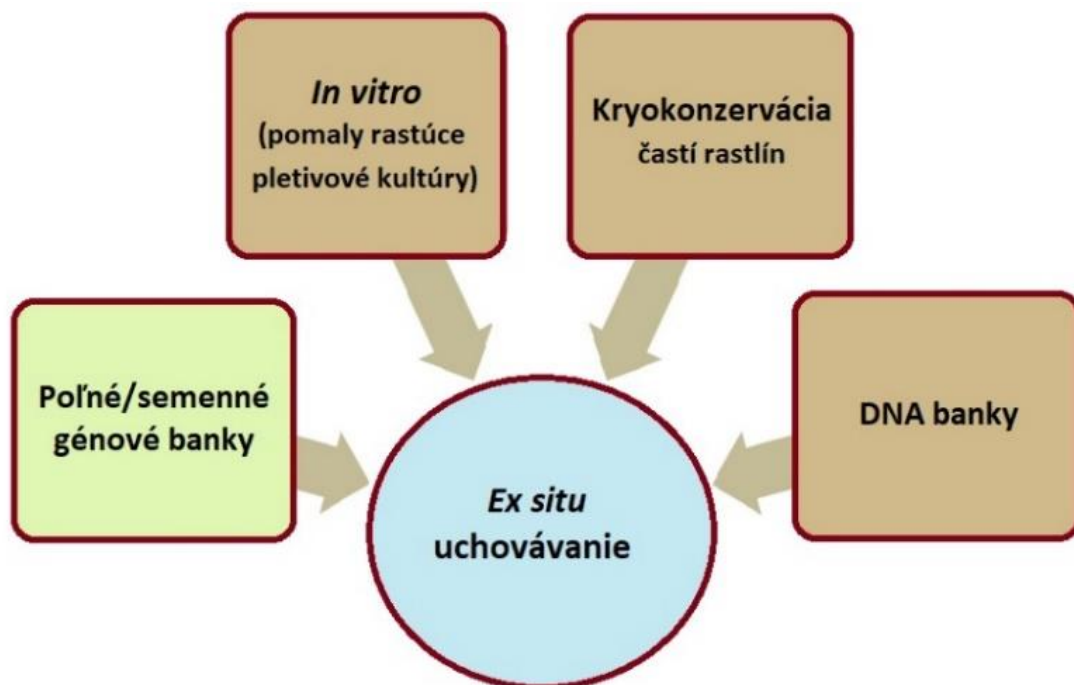 In vitro
(pomaly rastúce
pletivové kultúry)
Kryokonzervácia
častí rastlín
Poľné/semenné
génové banky
DNA banky
Ex situ
uchovávanie